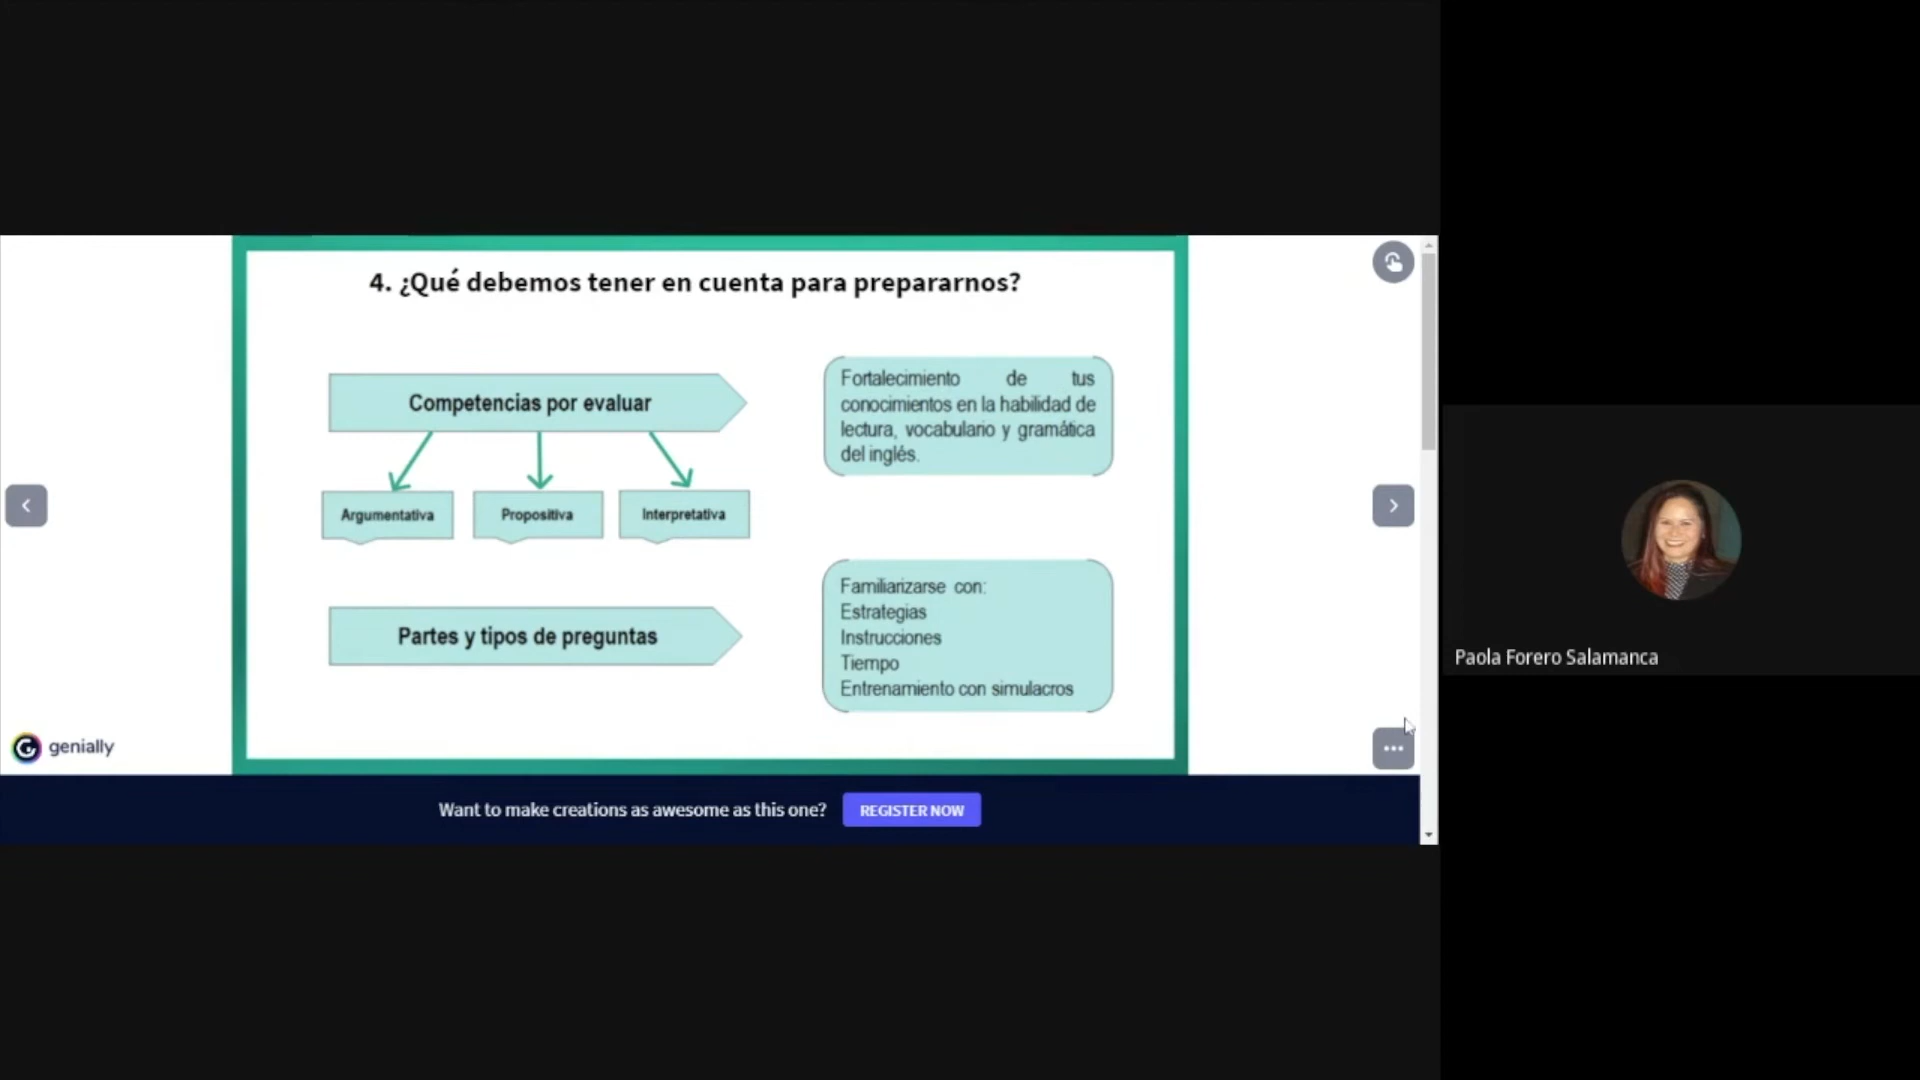 4. ¿Qué debemos tener en cuenta para prepararnos?
Competencias por evaluar
Argumentativa
Propositiva
Interpretativa
Fortalecimiento de tus
conocimientos en la habilidad de
lectura, vocabulario y gramática
del inglés.
Partes y tipos de preguntas
Familiarizarse con:
Estrategias
Instrucciones
Tiempo
Entrenamiento con simulacros
genially
Want to make creations as awesome as this one?
REGISTER NOW
Paola Forero Salamanca